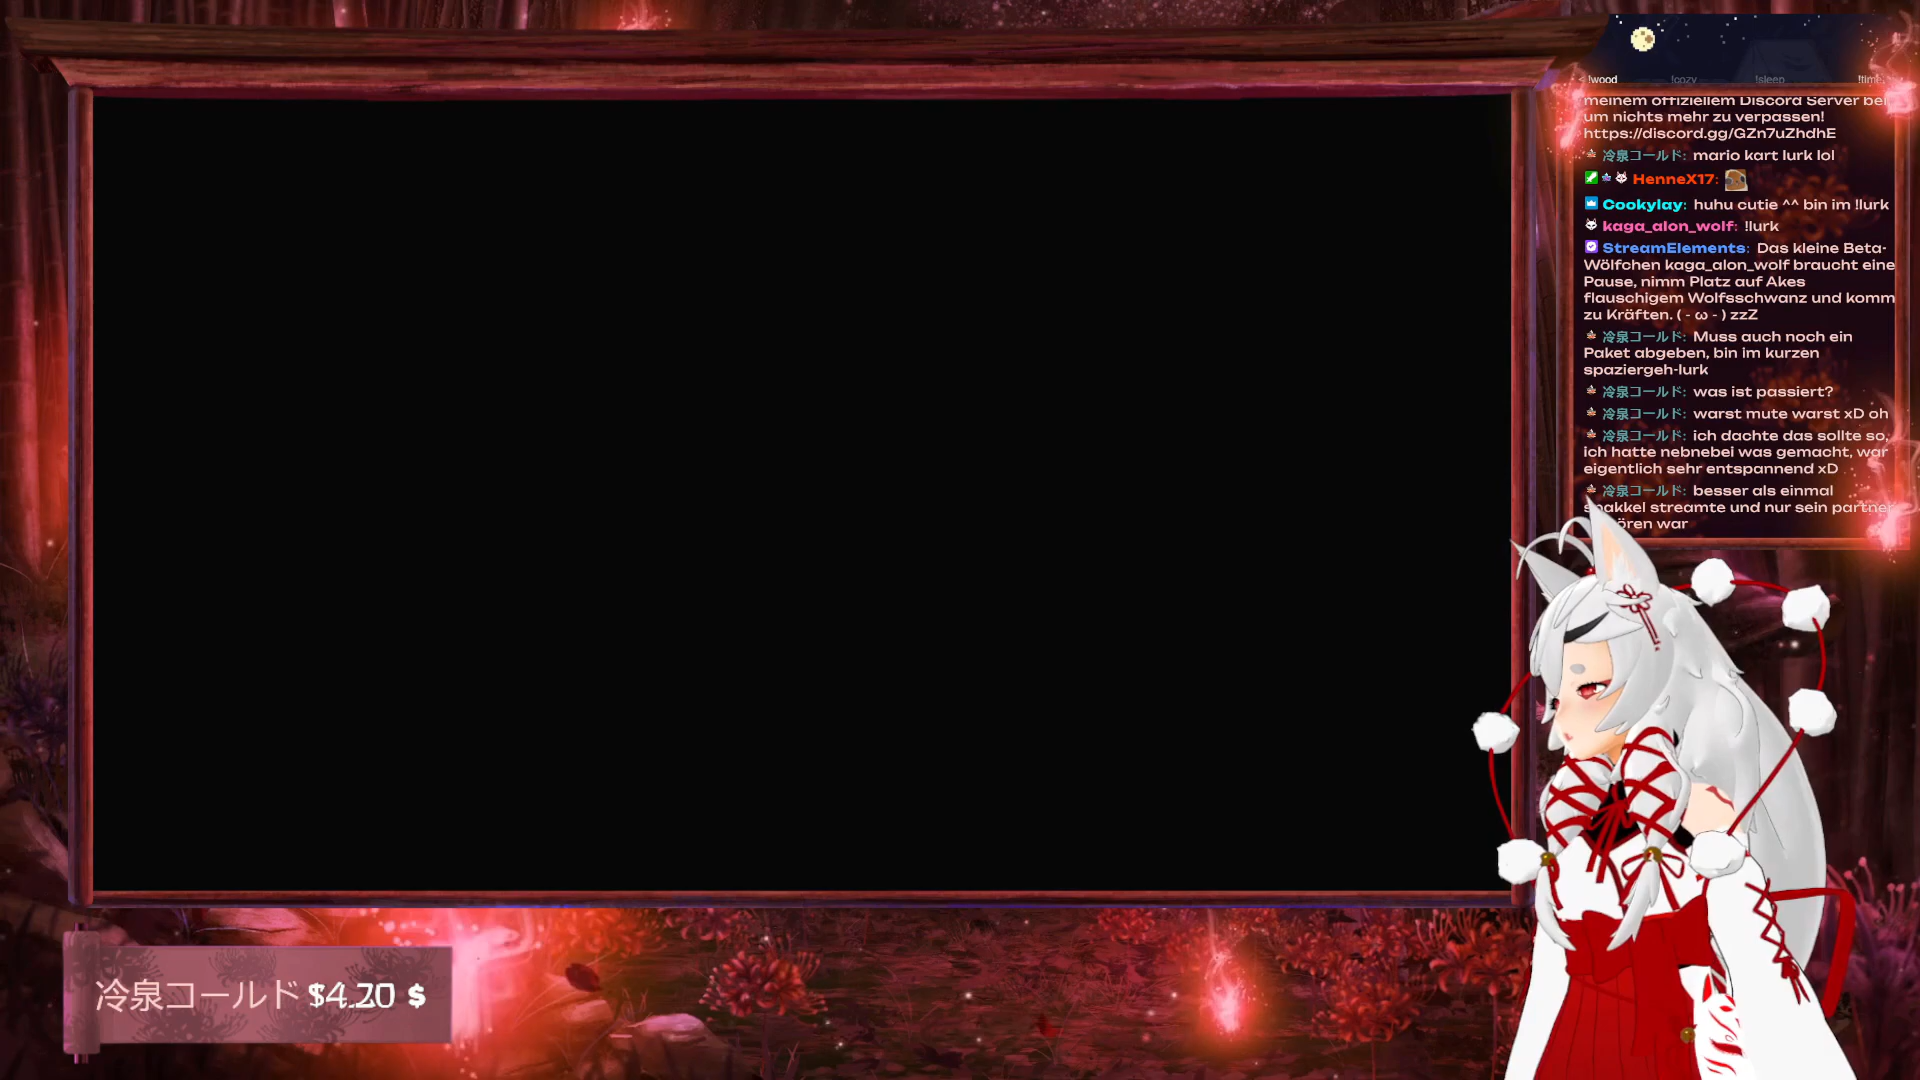 !wood
!cozy
!sleep
!time
meinem offiziellem Discord Server bei
um nichts mehr zu verpassen!
https://discord.gg/GZn7uZhdhE
冷泉コールド: mario kart lurk lol
HenneX17:
Cookylay: huhu cutie ^^ bin im !lurk
kaga_alon_wolf: !lurk
StreamElements: Das kleine Beta-
Wölfchen kaga_alon_wolf braucht eine
Pause, nimm Platz auf Akes
flauschigem Wolfsschwanz und komm
zu Kräften. ( - ω - ) zzZ
冷泉コールド: Muss auch noch ein
Paket abgeben, bin im kurzen
spaziergeh-lurk
冷泉コールド: was ist passiert?
冷泉コールド: warst mute warst xD oh
冷泉コールド: ich dachte das sollte so,
ich hatte nebnebei was gemacht, war
eigentlich sehr entspannend xD
冷泉コールド: besser als einmal
streamte und nur sein partner
war
冷泉コールド $4.20 $